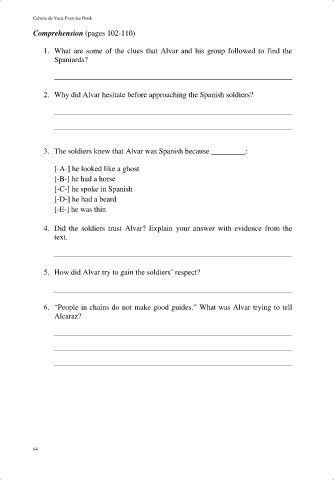 Cabeza de Vaca, Exercise Book
Comprehension (pages 102-110)
1. What are some of the clues that Alvar and his group followed to find the
Spaniards?
2. Why did Alvar hesitate before approaching the Spanish soldiers?
3. The soldiers knew that Alvar was Spanish because _________:
[-A-] he looked like a ghost
[-B-] he had a horse
[-C-] he spoke in Spanish
[-D-] he had a beard
[-E-] he was thin
4. Did the soldiers trust Alvar? Explain your answer with evidence from the
text.
5. How did Alvar try to gain the soldiers' respect?
6. “People in chains do not make good guides.” What was Alvar trying to tell
Alcaraz?
64